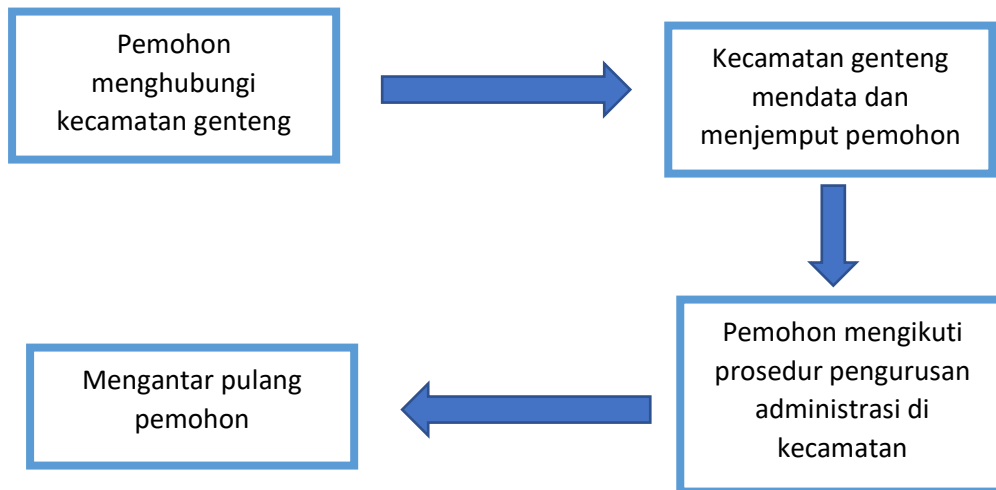 Pemohon
menghubungi
kecamatan genteng
Kecamatan genteng
mendata dan
menjemput pemohon
Pemohon mengikuti
prosedur pengurusan
administrasi di
kecamatan
Mengantar pulang
pemohon